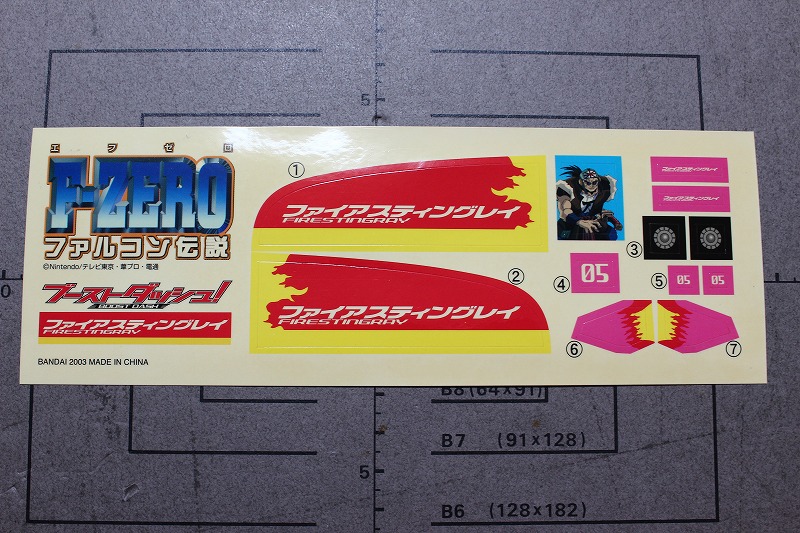 エフゼロ
F-ZERO
ファルコン伝説
©Nintendo/テレビ東京・葦プロ・電通
ブーストダッシュ!
BOOST DASH
ファイアスティングレイ
FIRESTINGRAY
BANDAI 2003 MADE IN CHINA
①
ファイアスティングレイ
FIRESTINGRAY
②
ファイアスティングレイ
FIRESTINGRAY
ファイアスティングレイ
ファイアスティングレイ
③
④
05
⑤
05
05
⑥
⑦
5
0
0
B8 (64×91)
B7 (91×128)
5
B6 (128×182)